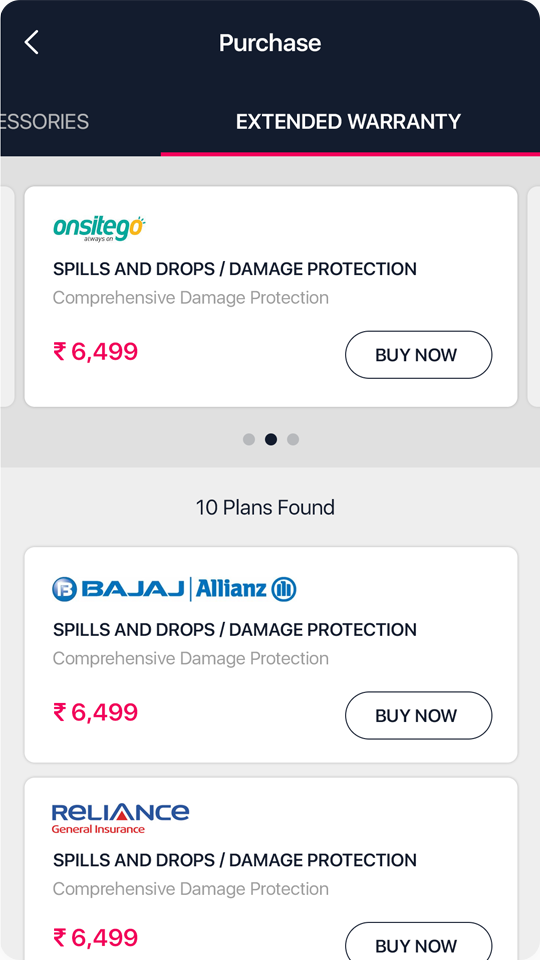 Purchase
ESSORIES
EXTENDED WARRANTY
onsitego
always on
SPILLS AND DROPS / DAMAGE PROTECTION
Comprehensive Damage Protection
₹ 6,499
BUY NOW
10 Plans Found
B BAJAJ | Allianz
SPILLS AND DROPS / DAMAGE PROTECTION
Comprehensive Damage Protection
₹ 6,499
BUY NOW
RELIANCE
General Insurance
SPILLS AND DROPS / DAMAGE PROTECTION
Comprehensive Damage Protection
₹ 6,499
BUY NOW